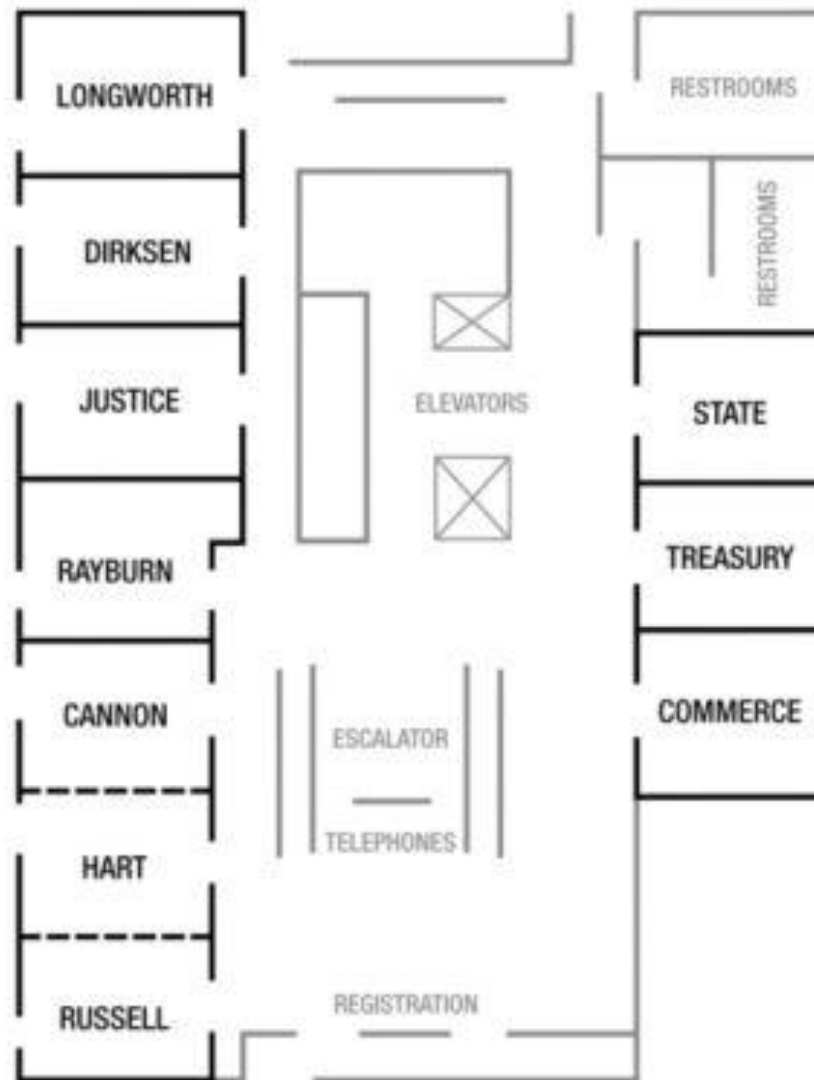 LONGWORTH
RESTROOMS
DIRKSEN
RESTROOMS
JUSTICE
ELEVATORS
STATE
RAYBURN
TREASURY
CANNON
ESCALATOR
COMMERCE
TELEPHONES
HART
REGISTRATION
RUSSELL